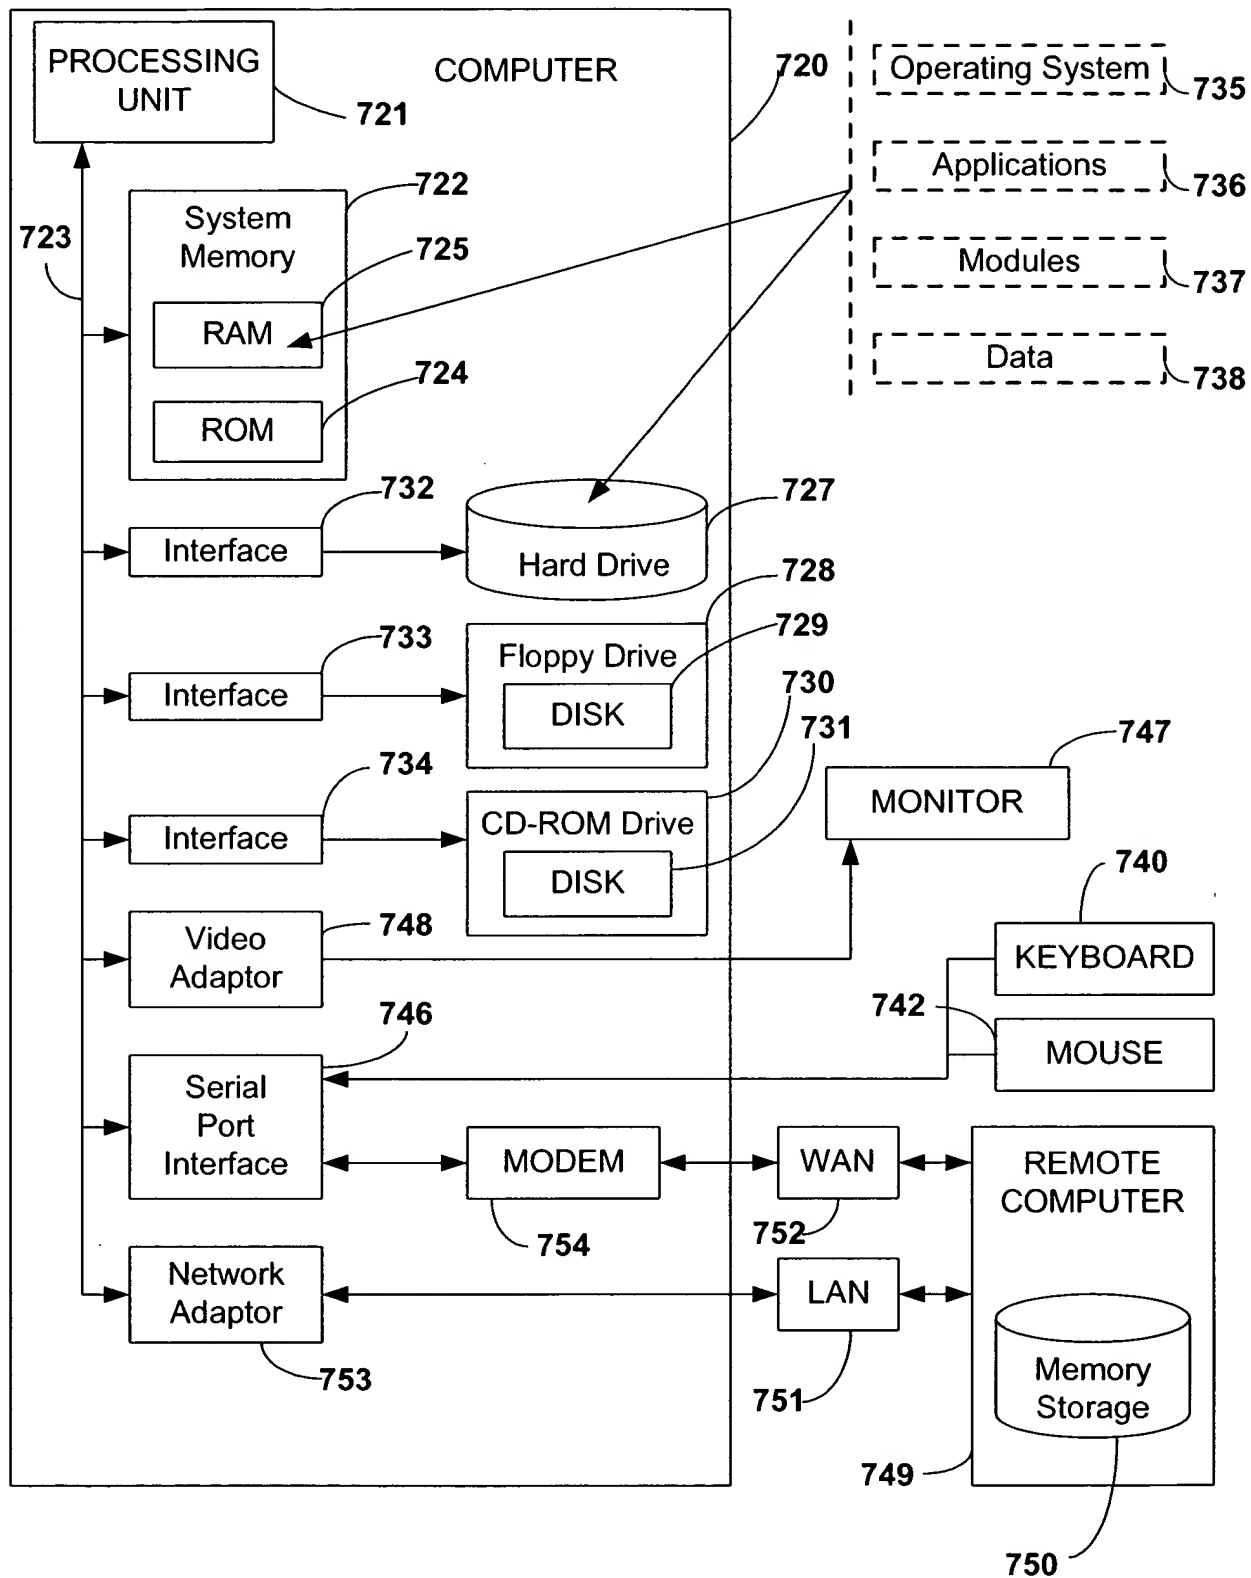 PROCESSING
UNIT
721
COMPUTER
720
Operating System
735
Applications
736
Modules
737
Data
738
722
System
Memory
723
725
RAM
724
ROM
732
Interface
727
Hard Drive
728
729
733
Interface
Floppy Drive
DISK
730
731
734
Interface
CD-ROM Drive
DISK
747
MONITOR
748
Video
Adaptor
740
KEYBOARD
742
MOUSE
746
Serial
Port
Interface
MODEM
754
WAN
752
REMOTE
COMPUTER
Network
Adaptor
753
LAN
751
Memory
Storage
749
750